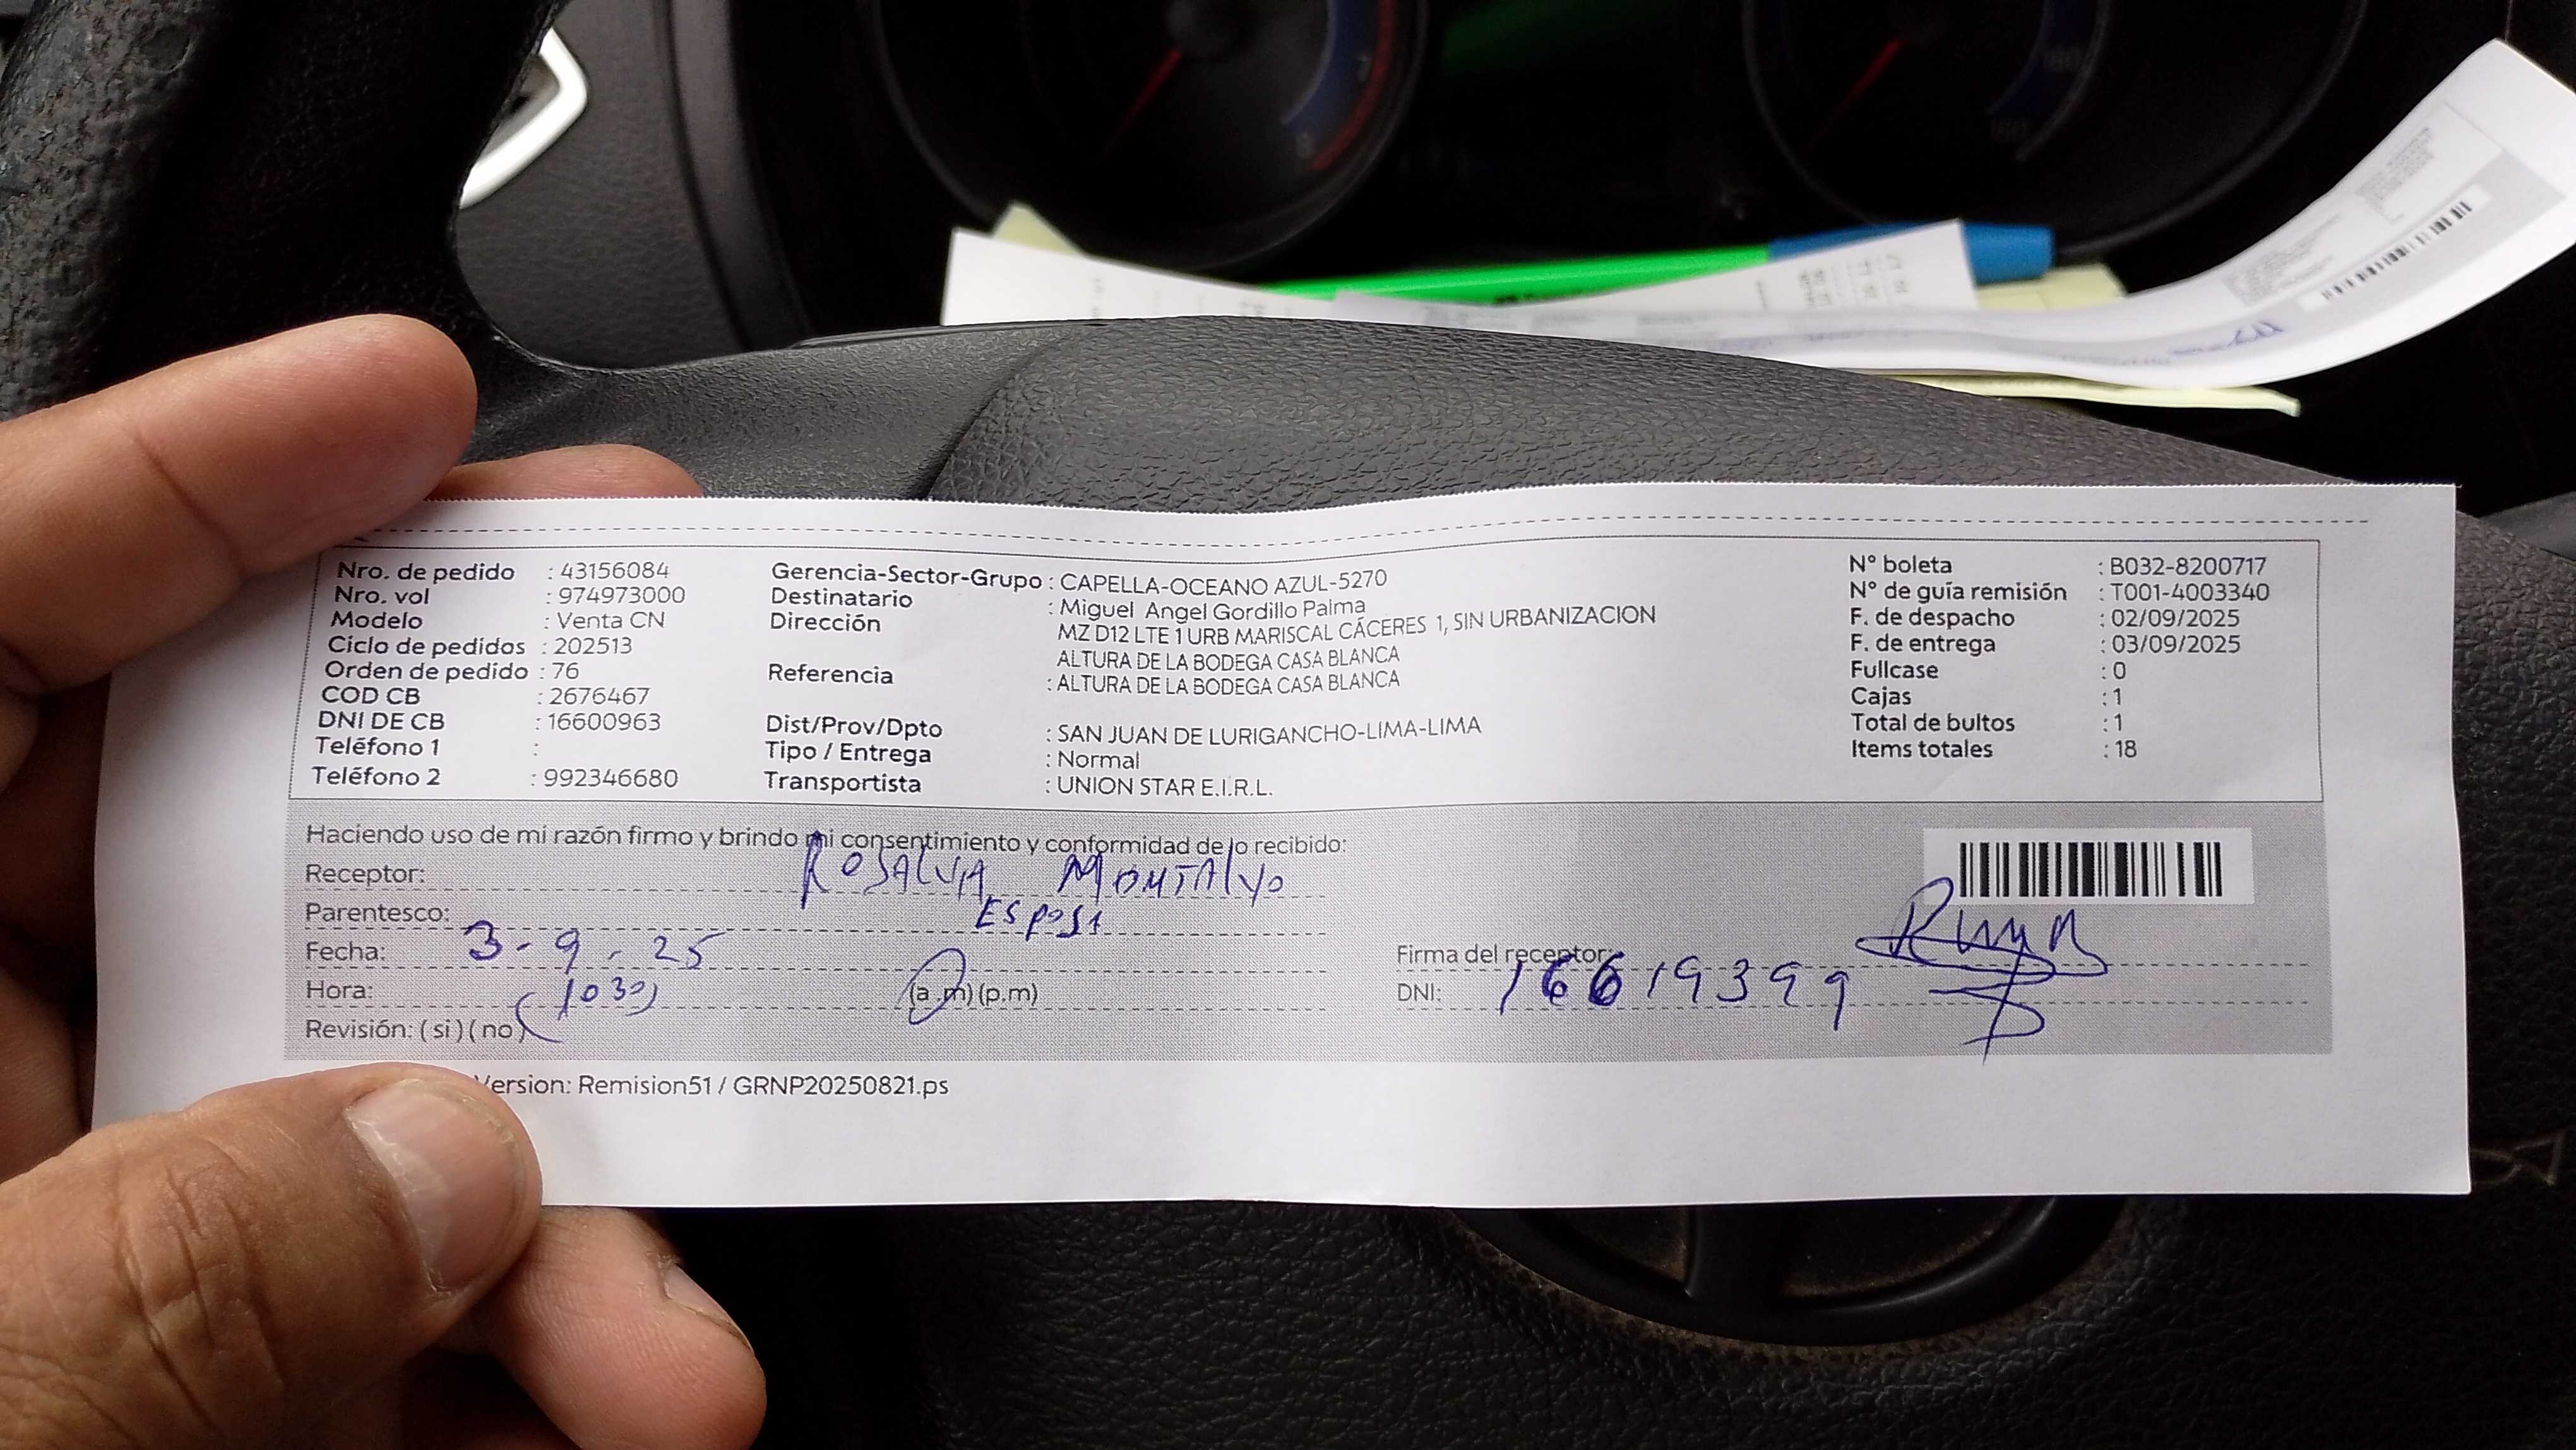 Nro. de pedido : 43156084
Nro. vol : 974973000
Modelo : Venta CN
Ciclo de pedidos : 202513
Orden de pedido : 76
COD CB : 2676467
DNI DE CB : 16600963
Teléfono 1 :
Teléfono 2 : 992346680
Gerencia-Sector-Grupo : CAPELLA-OCEANO AZUL-5270
Destinatario : Miguel Angel Gordillo Palma
Dirección MZ D12 LTE 1 URB MARISCAL CÁCERES 1, SIN URBANIZACION
ALTURA DE LA BODEGA CASA BLANCA
Referencia : ALTURA DE LA BODEGA CASA BLANCA
Dist/Prov/Dpto : SAN JUAN DE LURIGANCHO-LIMA-LIMA
Tipo / Entrega : Normal
Transportista : UNION STAR E.I.R.L.
N° boleta : B032-8200717
N° de guía remisión : T001-4003340
F. de despacho : 02/09/2025
F. de entrega : 03/09/2025
Fullcase : 0
Cajas : 1
Total de bultos : 1
Items totales : 18
Haciendo uso de mi razón firmo y brindo mi consentimiento y conformidad de lo recibido:
Receptor: ROSALVA MONTALVO
Parentesco: ESPOSA
Fecha: 3-9-25
Hora: (1030) (a.m) (p.m)
Revisión: ( si ) ( no )
Firma del receptor:
DNI: 16619399
Version: Remision51 / GRNP20250821.ps